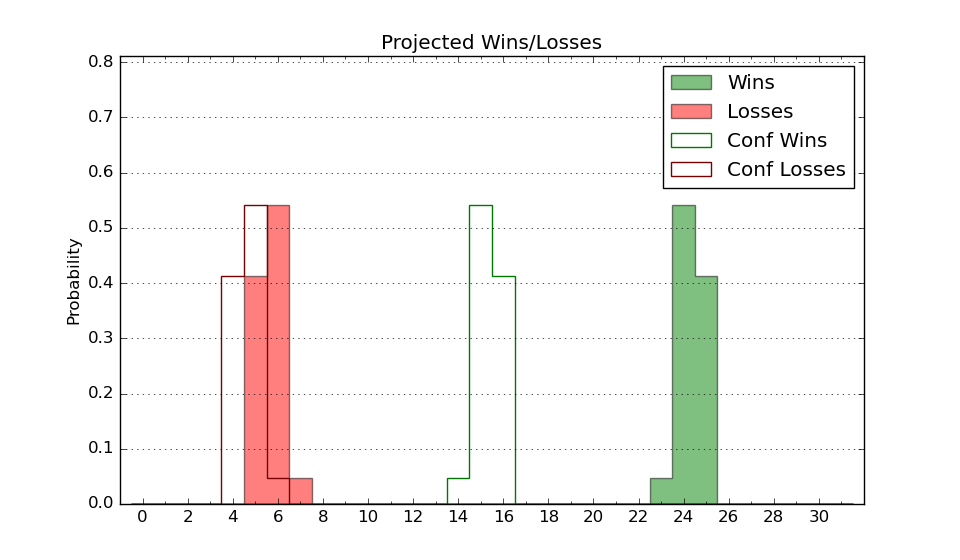 Projected Wins/Losses
Wins
Losses
Conf Wins
Conf Losses
Probability
0.8
0.7
0.6
0.5
0.4
0.3
0.2
0.1
0.0
0 2 4 6 8 10 12 14 16 18 20 22 24 26 28 30